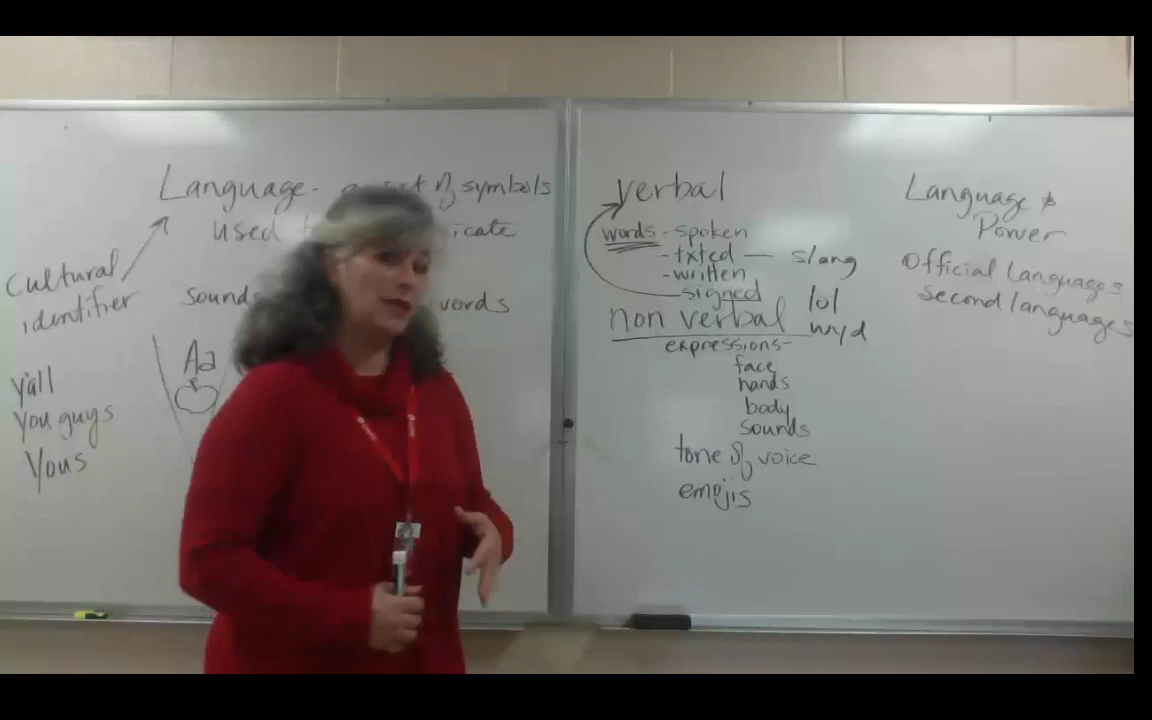 Language - of symbols
used icate
Cultural
identifier
sounds words
Aa
y'all
you guys
yous
verbal
words - spoken
- txted — slang
- written
signed
lol
non verbal
wyd
expressions -
face
hands
body
sounds
tone of voice
emojis
Language &
Power
Official Languages
Second languages